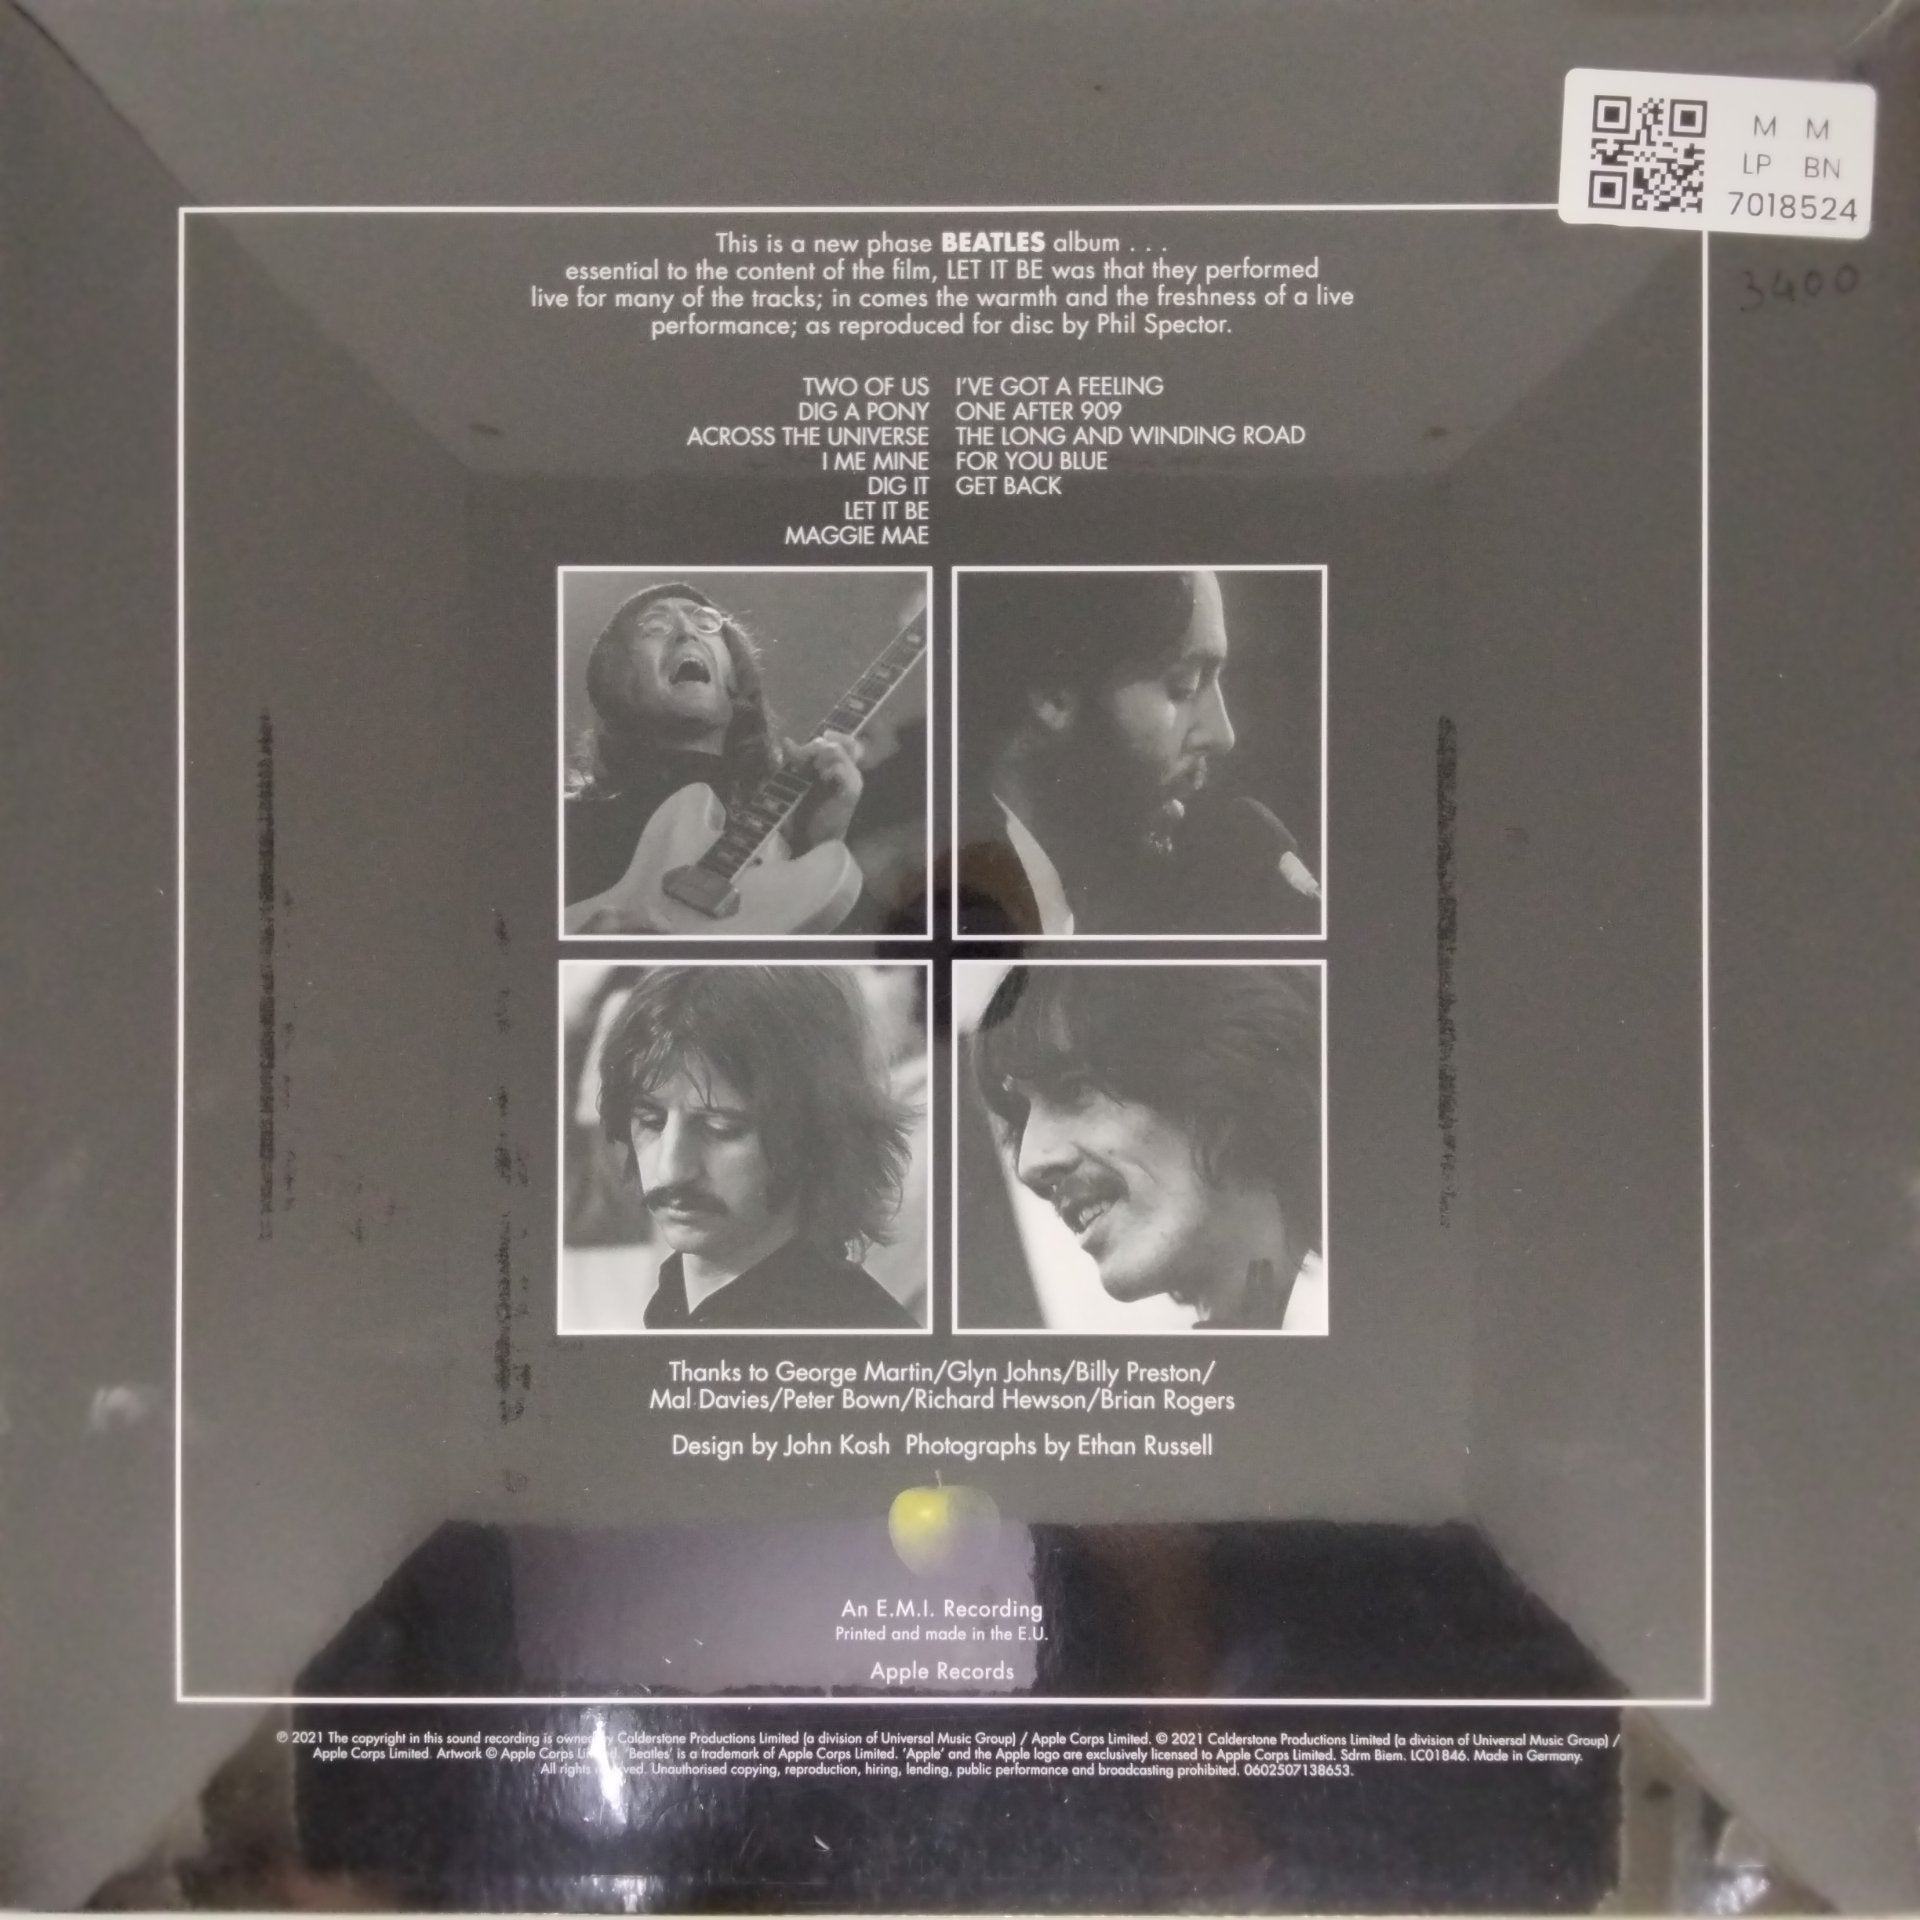 M M
LP BN
7018524
3400
This is a new phase BEATLES album . . .
essential to the content of the film, LET IT BE was that they performed
live for many of the tracks; in comes the warmth and the freshness of a live
performance; as reproduced for disc by Phil Spector.
TWO OF US
DIG A PONY
ACROSS THE UNIVERSE
I ME MINE
DIG IT
LET IT BE
MAGGIE MAE
I'VE GOT A FEELING
ONE AFTER 909
THE LONG AND WINDING ROAD
FOR YOU BLUE
GET BACK
Thanks to George Martin/Glyn Johns/Billy Preston/
Mal Davies/Peter Bown/Richard Hewson/Brian Rogers
Design by John Kosh Photographs by Ethan Russell
An E.M.I. Recording
Printed and made in the E.U.
Apple Records
℗ 2021 The copyright in this sound recording is owned by Calderstone Productions Limited (a division of Universal Music Group) / Apple Corps Limited. © 2021 Calderstone Productions Limited (a division of Universal Music Group) /
Apple Corps Limited. Artwork © Apple Corps Limited. 'Beatles' is a trademark of Apple Corps Limited. 'Apple' and the Apple logo are exclusively licensed to Apple Corps Limited. Sdrm Biem. LC01846. Made in Germany.
All rights reserved. Unauthorised copying, reproduction, hiring, lending, public performance and broadcasting prohibited. 0602507138653.